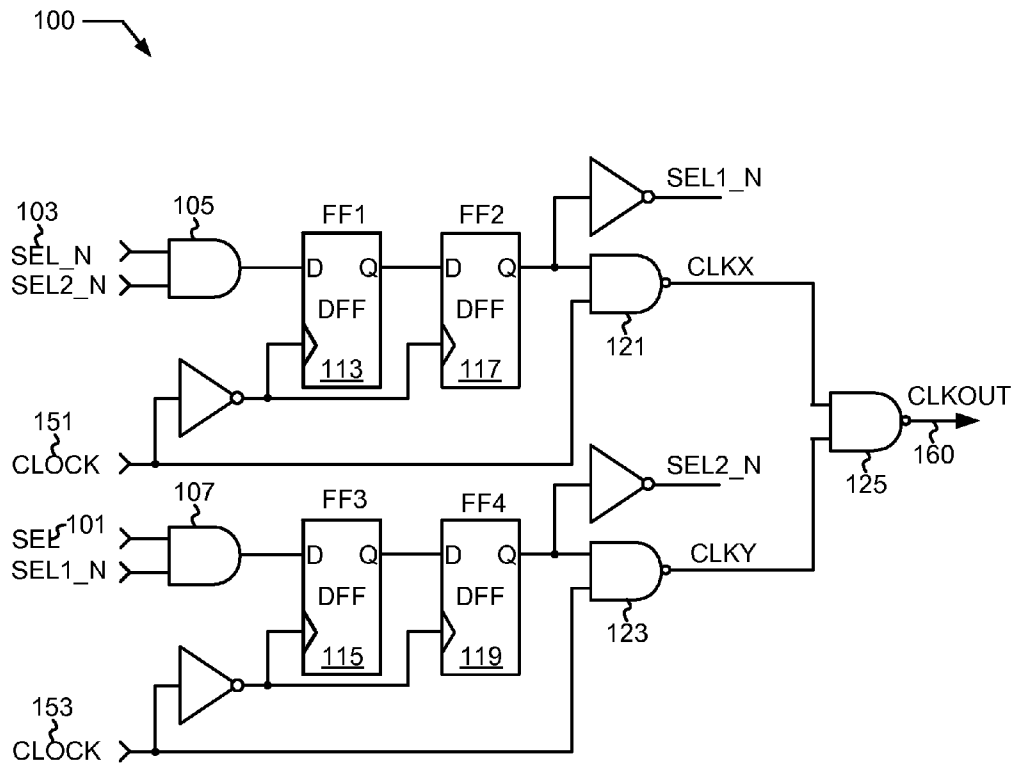 100
SEL1_N
103
105
FF1
FF2
SEL_N
SEL2_N
D
Q
D
Q
CLKX
DFF
DFF
121
113
117
CLKOUT
151
CLOCK
160
125
SEL2_N
107
FF3
FF4
SEL
101
SEL1_N
D
Q
D
Q
CLKY
DFF
DFF
123
115
119
153
CLOCK